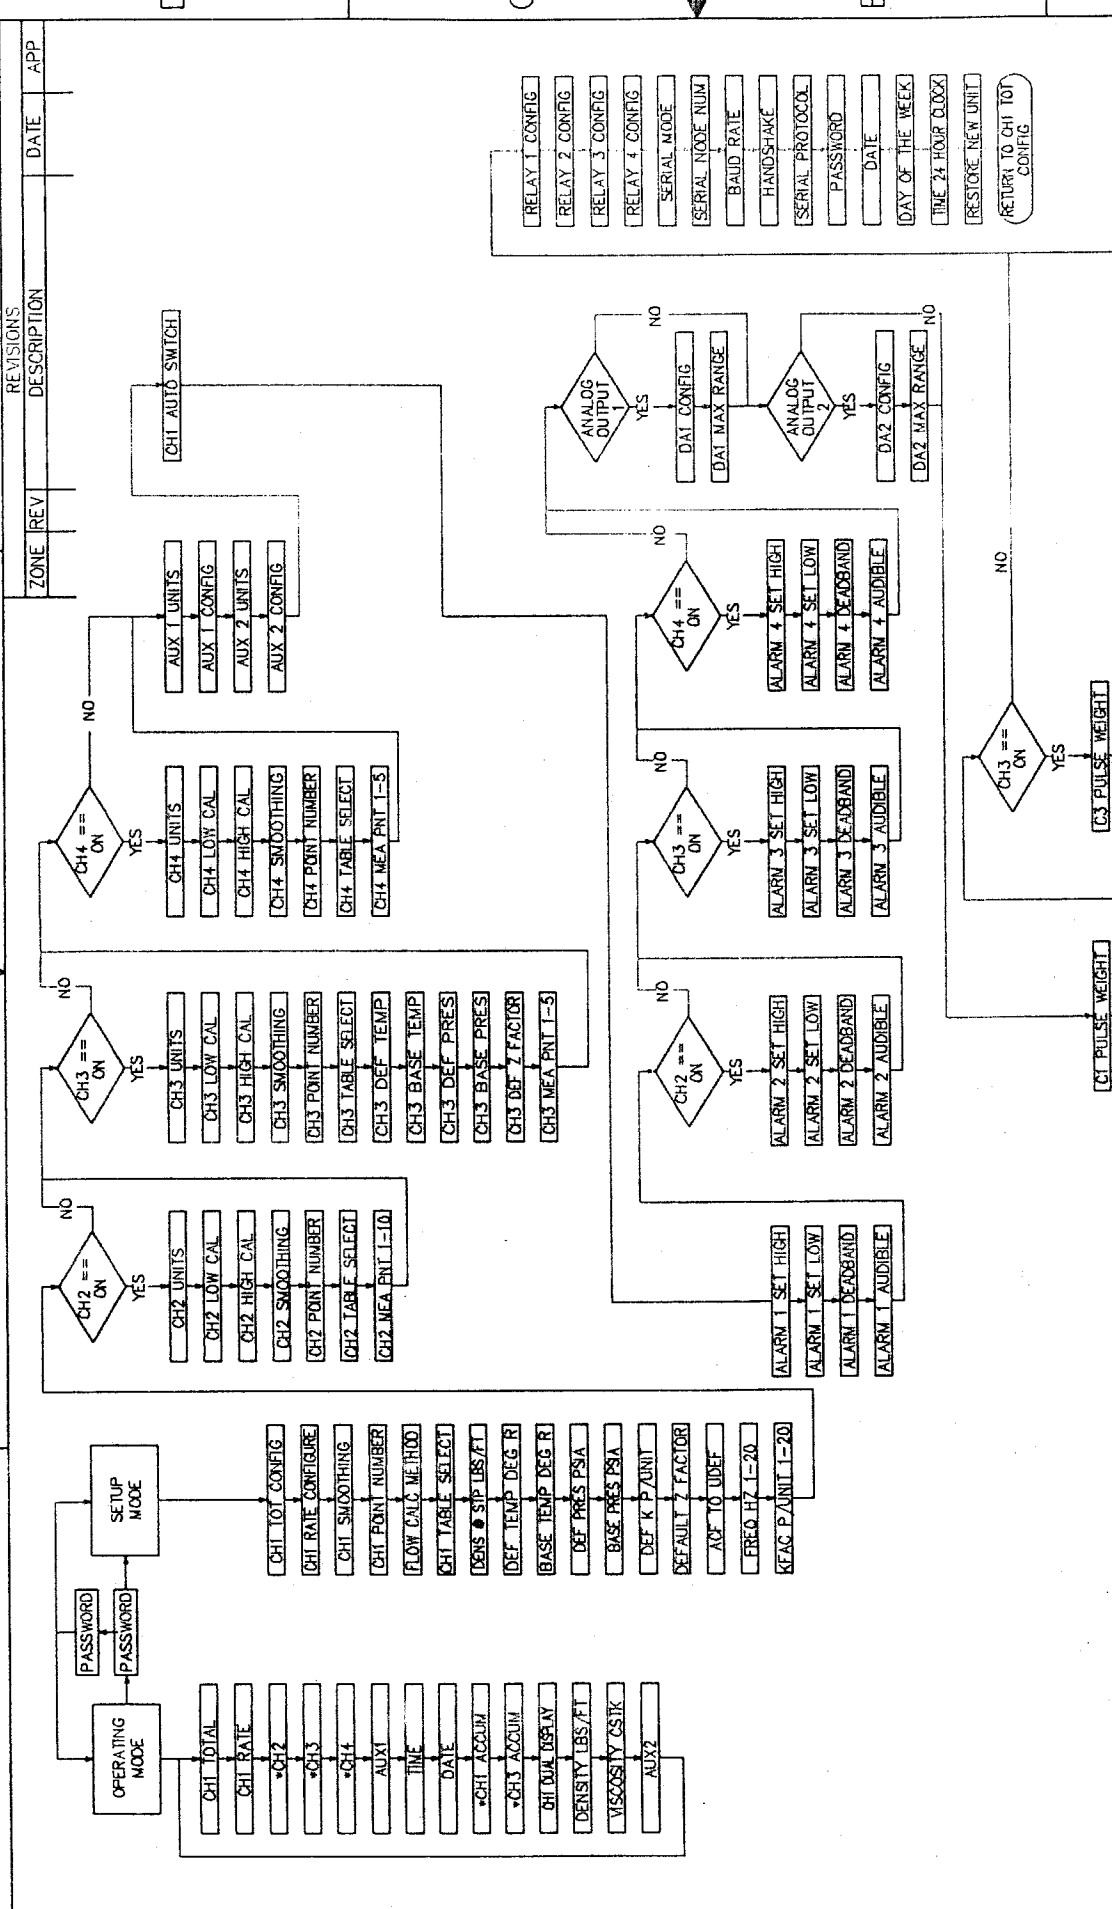 REVISIONS
ZONE
REV
DESCRIPTION
DATE
APP
OPERATING
MODE
PASSWORD
PASSWORD
SETUP
MODE
CH1 TOTAL
CH1 RATE
*CH2
*CH3
*CH4
AUX1
TIME
DATE
*CH1 ACCUM
*CH3 ACCUM
CH1 DUAL DISPLAY
DENSITY LBS/FT
VISCOSITY CSTK
AUX2
CH1 TOT CONFIG
CH1 RATE CONFIGURE
CH1 SMOOTHING
CH1 POINT NUMBER
FLOW CALC METHOD
CH1 TABLE SELECT
DENS @ STP LBS/FT
DEF TEMP DEG R
BASE TEMP DEG R
DEF PRES PSIA
BASE PRES PSIA
DEF K P/UNIT
DEFAULT Z FACTOR
ACF TO UDEF
FREQ HZ 1-20
KFAC P/UNIT 1-20
CH2 ==
ON
NO
YES
CH2 UNITS
CH2 LOW CAL
CH2 HIGH CAL
CH2 SMOOTHING
CH2 POINT NUMBER
CH2 TABLE SELECT
CH2 MEA PNT 1-10
CH3 ==
ON
NO
YES
CH3 UNITS
CH3 LOW CAL
CH3 HIGH CAL
CH3 SMOOTHING
CH3 POINT NUMBER
CH3 TABLE SELECT
CH3 DEF TEMP
CH3 BASE TEMP
CH3 DEF PRES
CH3 BASE PRES
CH3 DEF Z FACTOR
CH3 MEA PNT 1-5
CH4 ==
ON
NO
YES
CH4 UNITS
CH4 LOW CAL
CH4 HIGH CAL
CH4 SMOOTHING
CH4 POINT NUMBER
CH4 TABLE SELECT
CH4 MEA PNT 1-5
AUX 1 UNITS
AUX 1 CONFIG
AUX 2 UNITS
AUX 2 CONFIG
CH1 AUTO SWTCH
ALARM 1 SET HIGH
ALARM 1 SET LOW
ALARM 1 DEADBAND
ALARM 1 AUDIBLE
CH2 ==
ON
NO
YES
ALARM 2 SET HIGH
ALARM 2 SET LOW
ALARM 2 DEADBAND
ALARM 2 AUDIBLE
CH3 ==
ON
NO
YES
ALARM 3 SET HIGH
ALARM 3 SET LOW
ALARM 3 DEADBAND
ALARM 3 AUDIBLE
CH4 ==
ON
NO
YES
ALARM 4 SET HIGH
ALARM 4 SET LOW
ALARM 4 DEADBAND
ALARM 4 AUDIBLE
ANALOG
OUTPUT
1
NO
YES
DA1 CONFIG
DA1 MAX RANGE
ANALOG
OUTPUT
2
NO
YES
DA2 CONFIG
DA2 MAX RANGE
C1 PULSE WEIGHT
CH3 ==
ON
NO
YES
C3 PULSE WEIGHT
RELAY 1 CONFIG
RELAY 2 CONFIG
RELAY 3 CONFIG
RELAY 4 CONFIG
SERIAL MODE
SERIAL NODE NUM
BAUD RATE
HANDSHAKE
SERIAL PROTOCOL
PASSWORD
DATE
DAY OF THE WEEK
TIME 24 HOUR CLOCK
RESTORE NEW UNIT
RETURN TO CH1 TOT
CONFIG